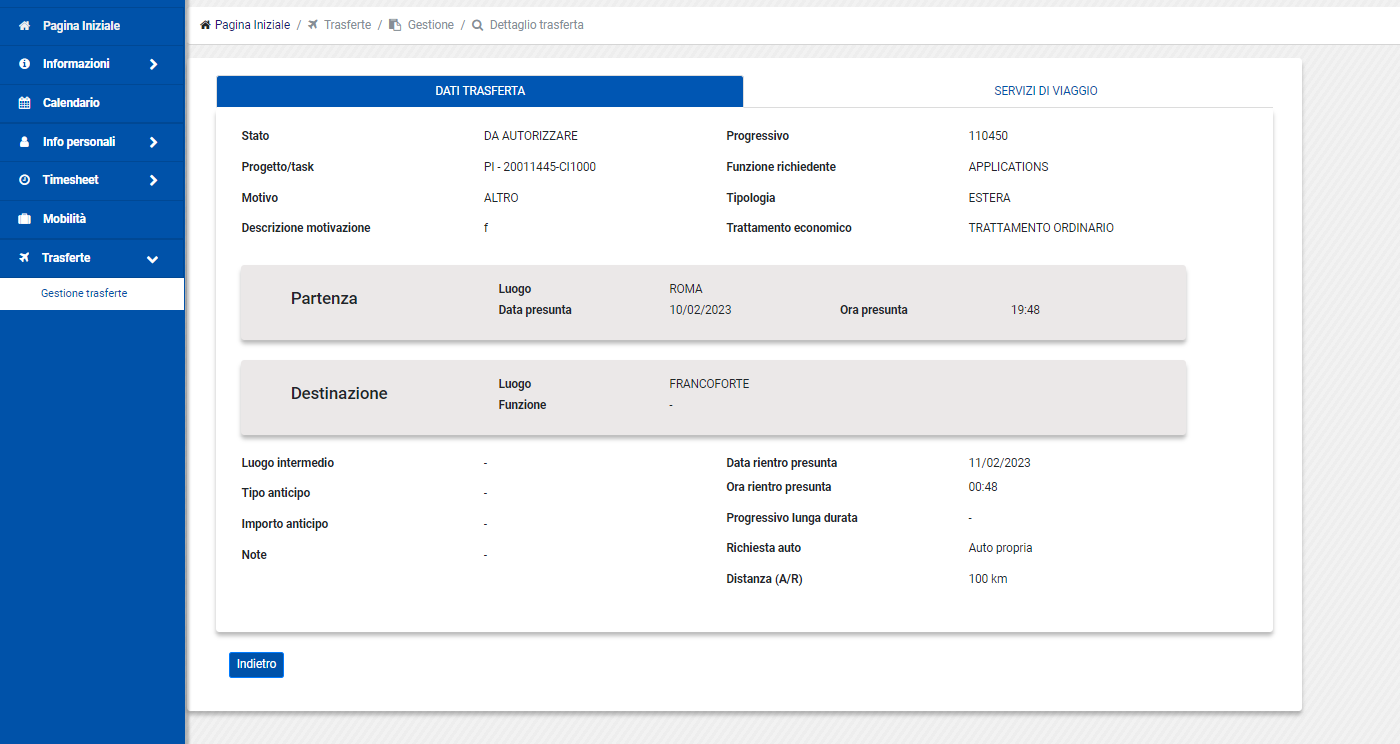 Pagina Iniziale
Informazioni
Calendario
Info personali
Timesheet
Mobilità
Trasferte
Gestione trasferte
Pagina Iniziale / Trasferte / Gestione / Dettaglio trasferta
DATI TRASFERTA SERVIZI DI VIAGGIO
Stato DA AUTORIZZARE Progressivo 110450
Progetto/task PI - 20011445-CI1000 Funzione richiedente APPLICATIONS
Motivo ALTRO Tipologia ESTERA
Descrizione motivazione f Trattamento economico TRATTAMENTO ORDINARIO
Partenza
Luogo ROMA
Data presunta 10/02/2023 Ora presunta 19:48
Destinazione
Luogo FRANCOFORTE
Funzione -
Luogo intermedio - Data rientro presunta 11/02/2023
Ora rientro presunta 00:48
Tipo anticipo -
Importo anticipo - Progressivo lunga durata -
Note - Richiesta auto Auto propria
Distanza (A/R) 100 km
Indietro